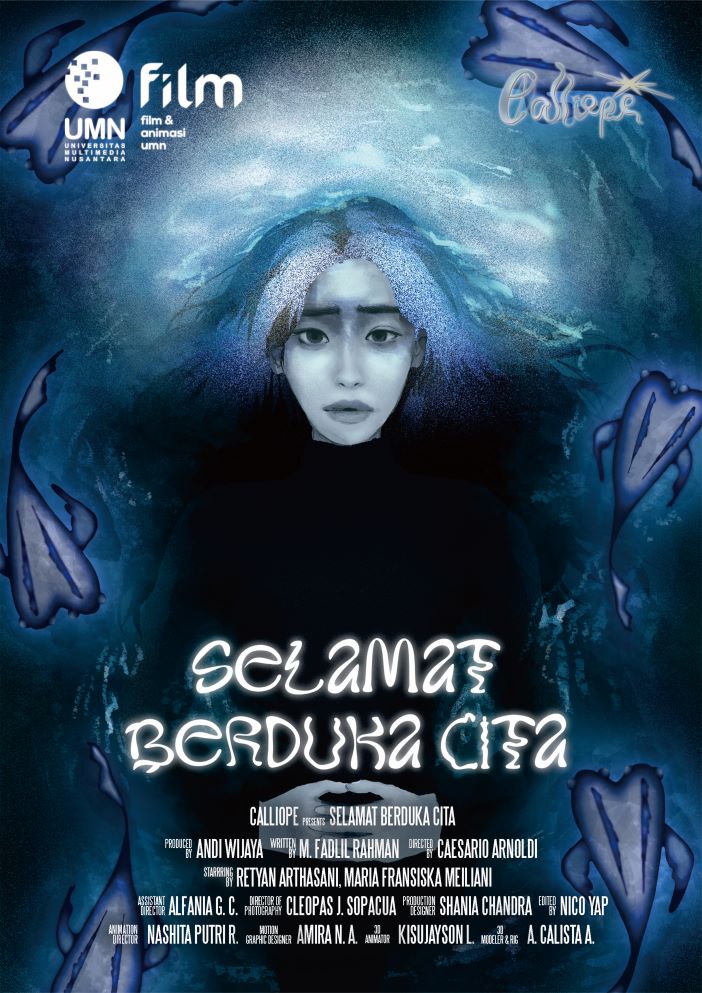 UMN
UNIVERSITAS
MULTIMEDIA
NUSANTARA
film
film &
animasi
umn
Calliope
SELAMAT
BERDUKA CITA
CALLIOPE PRESENTS SELAMAT BERDUKA CITA
PRODUCED BY ANDI WIJAYA WRITTEN BY M. FADLIL RAHMAN DIRECTED BY CAESARIO ARNOLDI
STARRRING BY RETYAN ARTHASANI, MARIA FRANSISKA MEILIANI
ASSISTANT DIRECTOR ALFANIA G. C. DIRECTOR OF PHOTOGRAPHY CLEOPAS J. SOPACUA PRODUCTION DESIGNER SHANIA CHANDRA EDITED BY NICO YAP
ANIMATION DIRECTOR NASHITA PUTRI R. MOTION GRAPHIC DESIGNER AMIRA N. A. 3D ANIMATOR KISUJAYSON L. 3D MODELER & RIG A. CALISTA A.